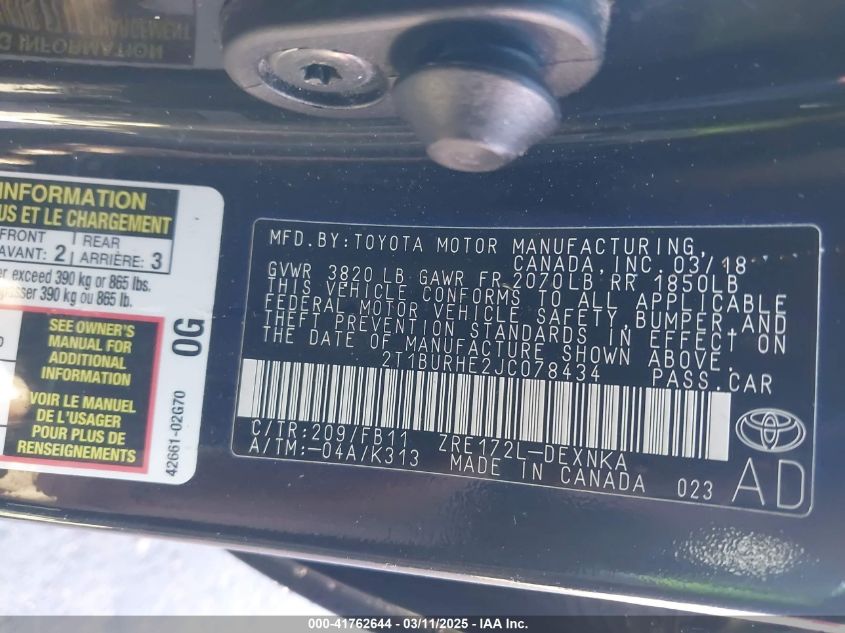 INFORMATION
US ET LE CHARGEMENT
FRONT REAR
AVANT: 2 ARRIÈRE: 3
er exceed 390 kg or 865 lbs.
passer 390 kg ou 865 lb.
SEE OWNER'S
MANUAL FOR
ADDITIONAL
INFORMATION
VOIR LE MANUEL
DE L'USAGER
POUR PLUS DE
RENSEIGNEMENTS
0G
42661-02G70
MFD.BY:TOYOTA MOTOR MANUFACTURING,
CANADA, INC. 03/18
GVWR 3820 LB GAWR FR 2070LB RR 1850LB
THIS VEHICLE CONFORMS TO ALL APPLICABLE
FEDERAL MOTOR VEHICLE SAFETY, BUMPER, AND
THEFT PREVENTION STANDARDS IN EFFECT ON
THE DATE OF MANUFACTURE SHOWN ABOVE.
2T1BURHE2JC078434 PASS.CAR
C/TR:209/FB11 ZRE172L-DEXNKA
A/TM:-04A/K313 MADE IN CANADA 023
AD
000-41762644 / 03/11/2025 - IAA Inc.